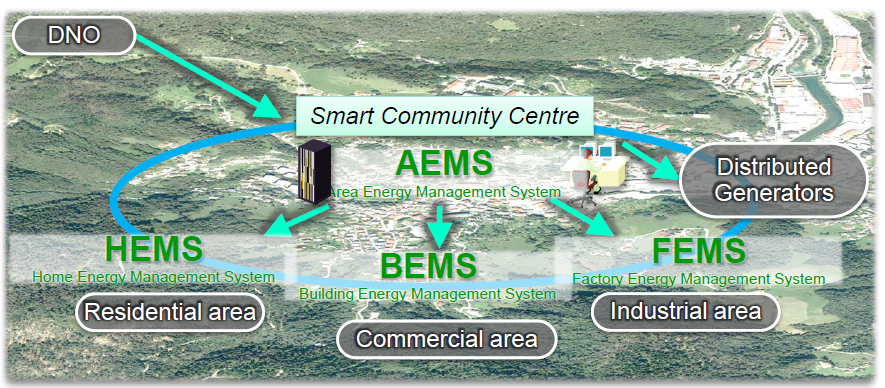 DNO
Smart Community Centre
AEMS
Area Energy Management System
Distributed
Generators
HEMS
Home Energy Management System
BEMS
Building Energy Management System
FEMS
Factory Energy Management System
Residential area
Commercial area
Industrial area